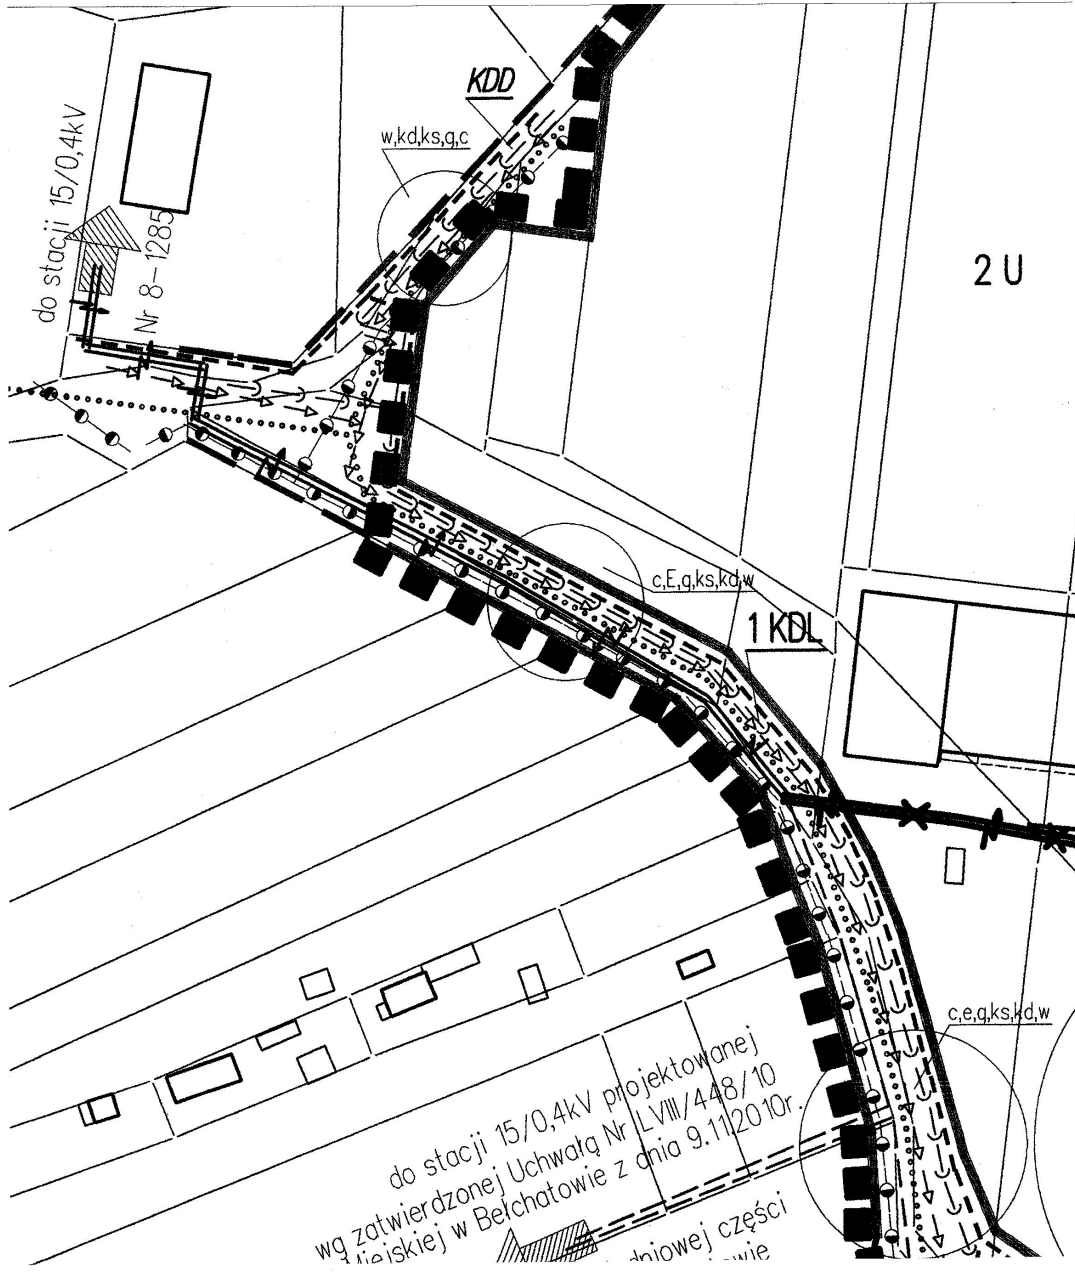 KDD
w,kd,ks,g,c
do stacji 15/0,4kV
Nr 8-1285
2 U
c,E,g,ks,kd,w
1 KDL
c,e,g,ks,kd,w
do stacji 15/0,4kV projektowanej
wg zatwierdzonej Uchwałą Nr LVIII/448/10
Miejskiej w Bełchatowie z dnia 9.11.2010r.
części